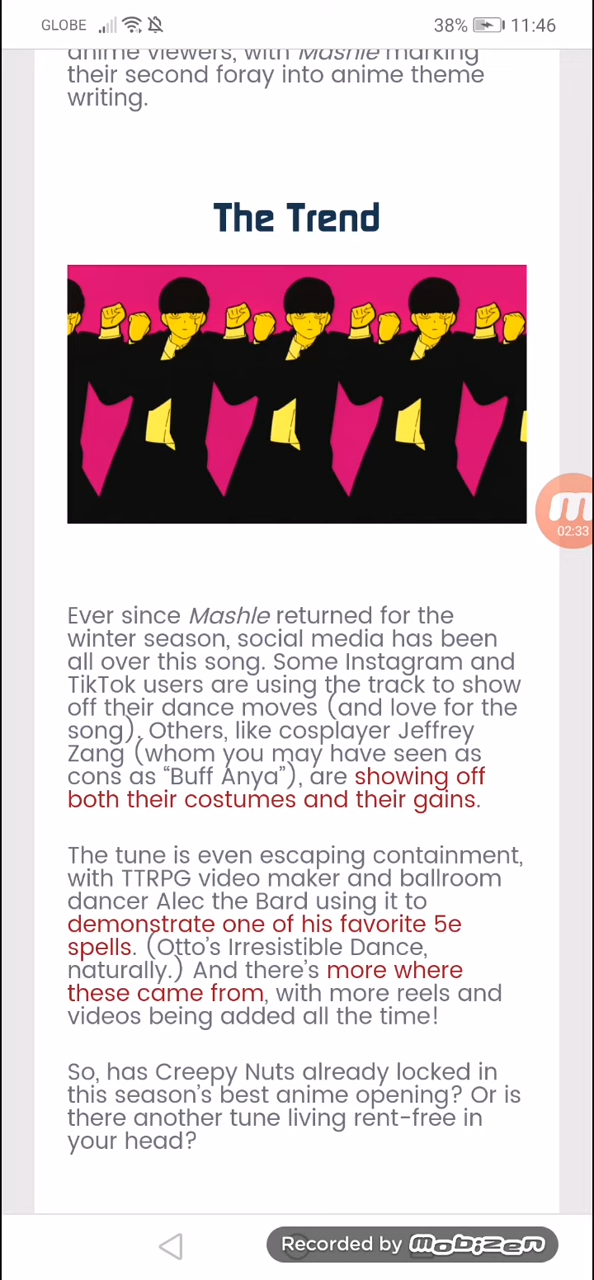 GLOBE 38% 11:46
anime viewers, with Mashle marking
their second foray into anime theme
writing.
The Trend
02:33
Ever since Mashle returned for the
winter season, social media has been
all over this song. Some Instagram and
TikTok users are using the track to show
off their dance moves (and love for the
song). Others, like cosplayer Jeffrey
Zang (whom you may have seen as
cons as “Buff Anya”), are showing off
both their costumes and their gains.
The tune is even escaping containment,
with TTRPG video maker and ballroom
dancer Alec the Bard using it to
demonstrate one of his favorite 5e
spells. (Otto’s Irresistible Dance,
naturally.) And there’s more where
these came from, with more reels and
videos being added all the time!
So, has Creepy Nuts already locked in
this season’s best anime opening? Or is
there another tune living rent-free in
your head?
Recorded by mobizen